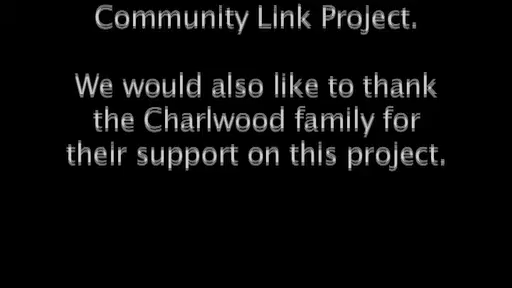 Community Link Project.
We would also like to thank
the Charlwood family for
their support on this project.